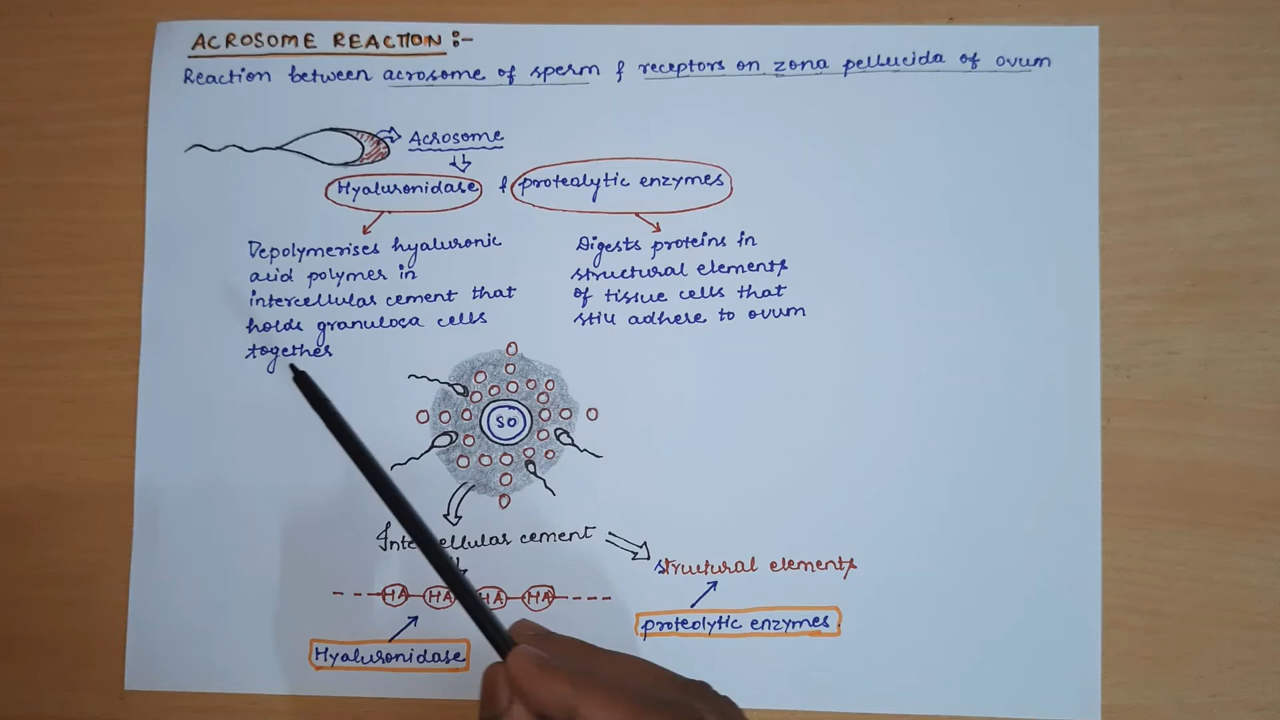 ACROSOME REACTION :-
Reaction between acrosome of sperm & receptors on zona pellucida of ovum
Acrosome
Hyaluronidase & proteolytic enzymes
Depolymerises hyaluronic
acid polymer in
intercellular cement that
holds granulosa cells
together
Digests proteins in
structural elements
of tissue cells that
still adhere to ovum
SO
Intercellular cement
structural elements
HA HA HA HA
proteolytic enzymes
Hyaluronidase